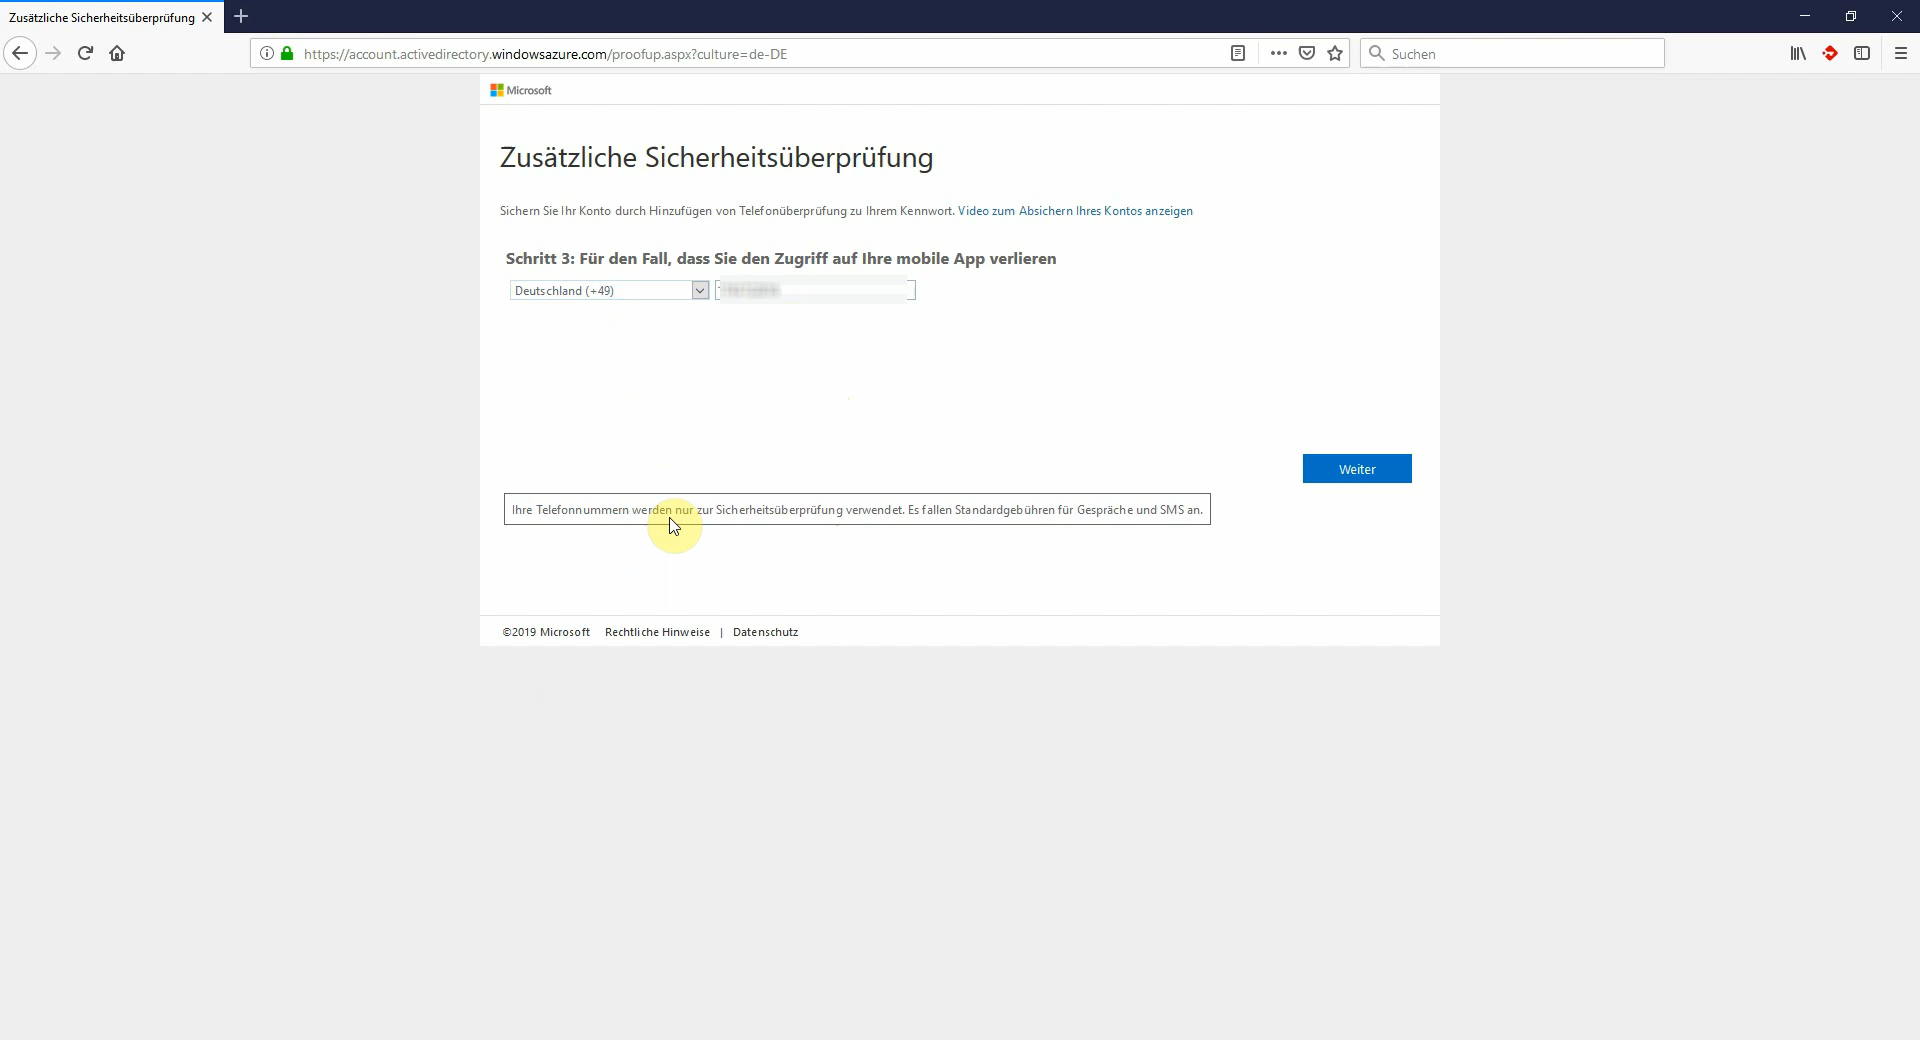 Zusätzliche Sicherheitsüberprüfung
https://account.activedirectory.windowsazure.com/proofup.aspx?culture=de-DE
Suchen
Microsoft
Zusätzliche Sicherheitsüberprüfung
Sichern Sie Ihr Konto durch Hinzufügen von Telefonüberprüfung zu Ihrem Kennwort. Video zum Absichern Ihres Kontos anzeigen
Schritt 3: Für den Fall, dass Sie den Zugriff auf Ihre mobile App verlieren
Deutschland (+49)
Weiter
Ihre Telefonnummern werden nur zur Sicherheitsüberprüfung verwendet. Es fallen Standardgebühren für Gespräche und SMS an.
©2019 Microsoft Rechtliche Hinweise | Datenschutz